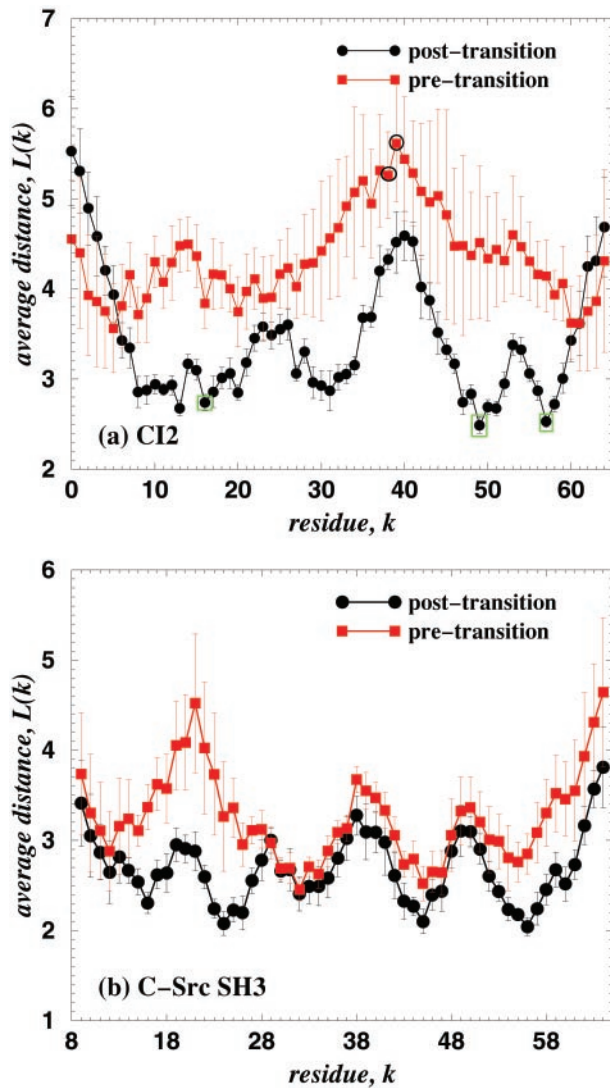 7
6
5
4
3
2
average distance, L(k)
post-transition
pre-transition
(a) CI2
0 10 20 30 40 50 60
residue, k
6
5
4
3
2
1
average distance, L(k)
post-transition
pre-transition
(b) C-Src SH3
8 18 28 38 48 58
residue, k